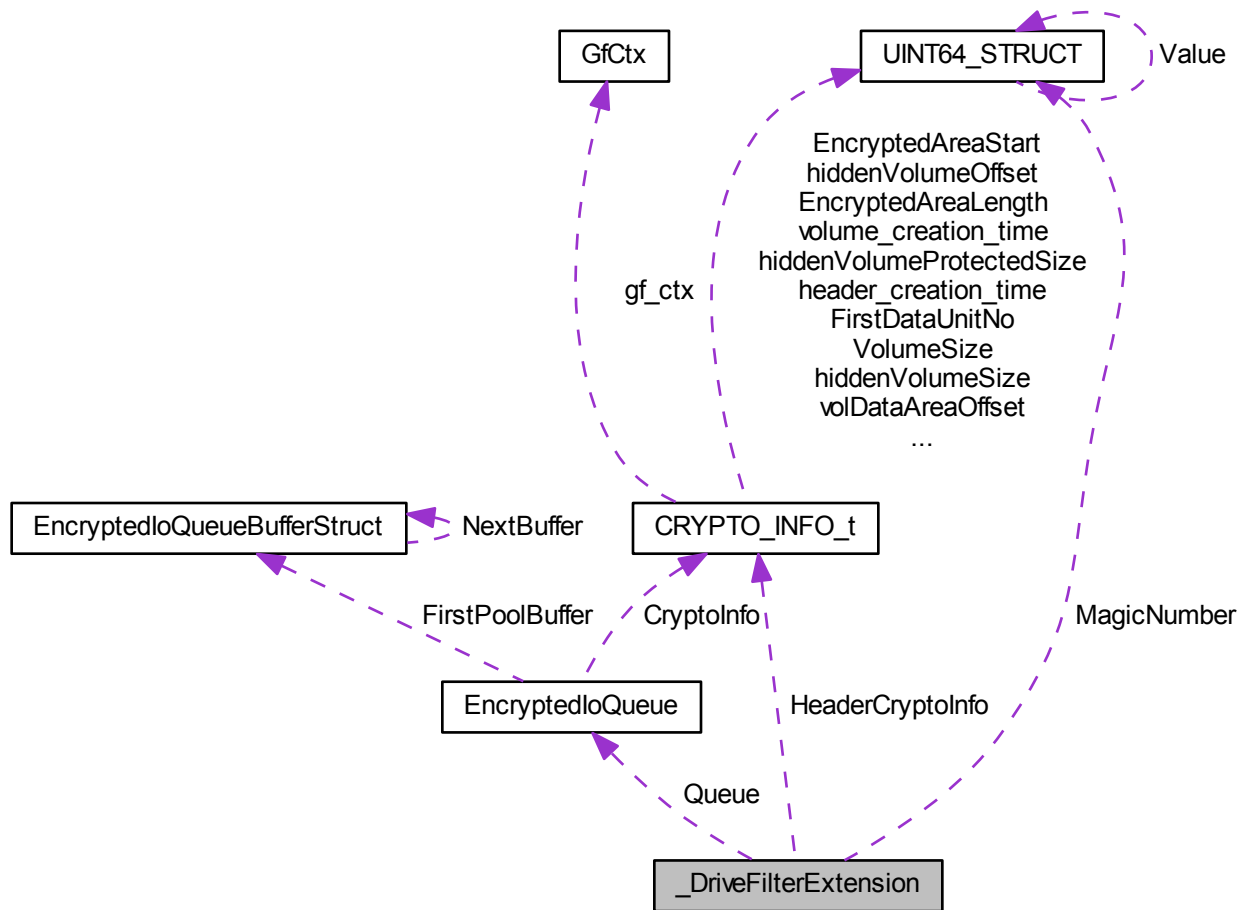 GfCtx
UINT64_STRUCT
Value
EncryptedAreaStart
hiddenVolumeOffset
EncryptedAreaLength
volume_creation_time
hiddenVolumeProtectedSize
header_creation_time
FirstDataUnitNo
VolumeSize
hiddenVolumeSize
volDataAreaOffset
...
gf_ctx
EncryptedIoQueueBufferStruct
NextBuffer
CRYPTO_INFO_t
FirstPoolBuffer
CryptoInfo
MagicNumber
EncryptedIoQueue
HeaderCryptoInfo
Queue
_DriveFilterExtension